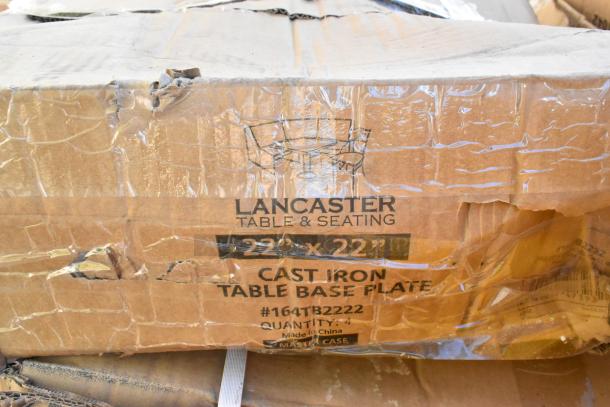 LANCASTER
TABLE & SEATING
22" x 22"
CAST IRON
TABLE BASE PLATE
#164TB2222
QUANTITY: 4
Made in China
MASTER CASE